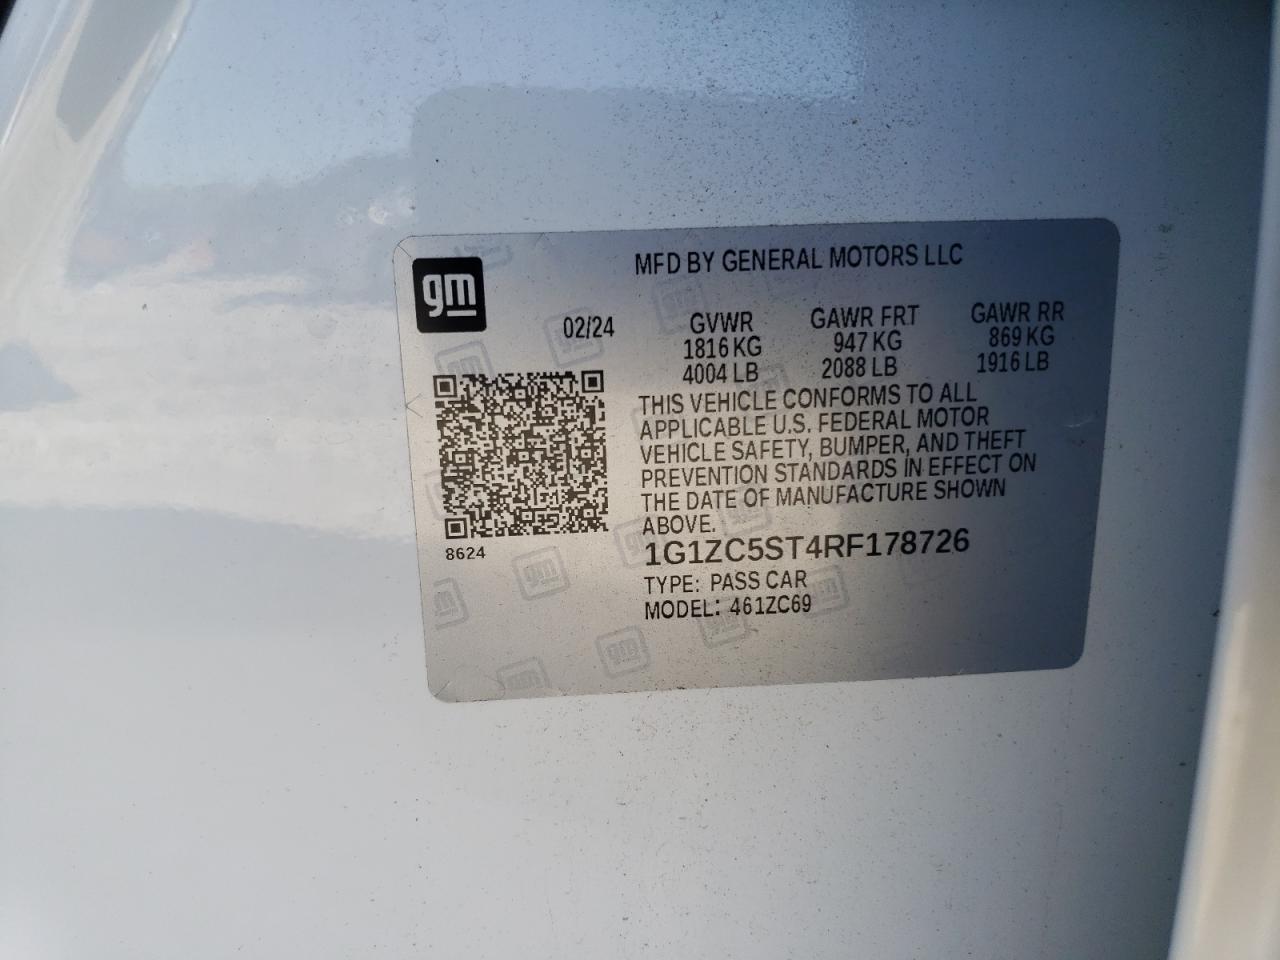 MFD BY GENERAL MOTORS LLC
gm
02/24
GVWR GAWR FRT GAWR RR
1816 KG 947 KG 869 KG
4004 LB 2088 LB 1916 LB
THIS VEHICLE CONFORMS TO ALL
APPLICABLE U.S. FEDERAL MOTOR
VEHICLE SAFETY, BUMPER, AND THEFT
PREVENTION STANDARDS IN EFFECT ON
THE DATE OF MANUFACTURE SHOWN
ABOVE.
8624
1G1ZC5ST4RF178726
TYPE: PASS CAR
MODEL: 461ZC69